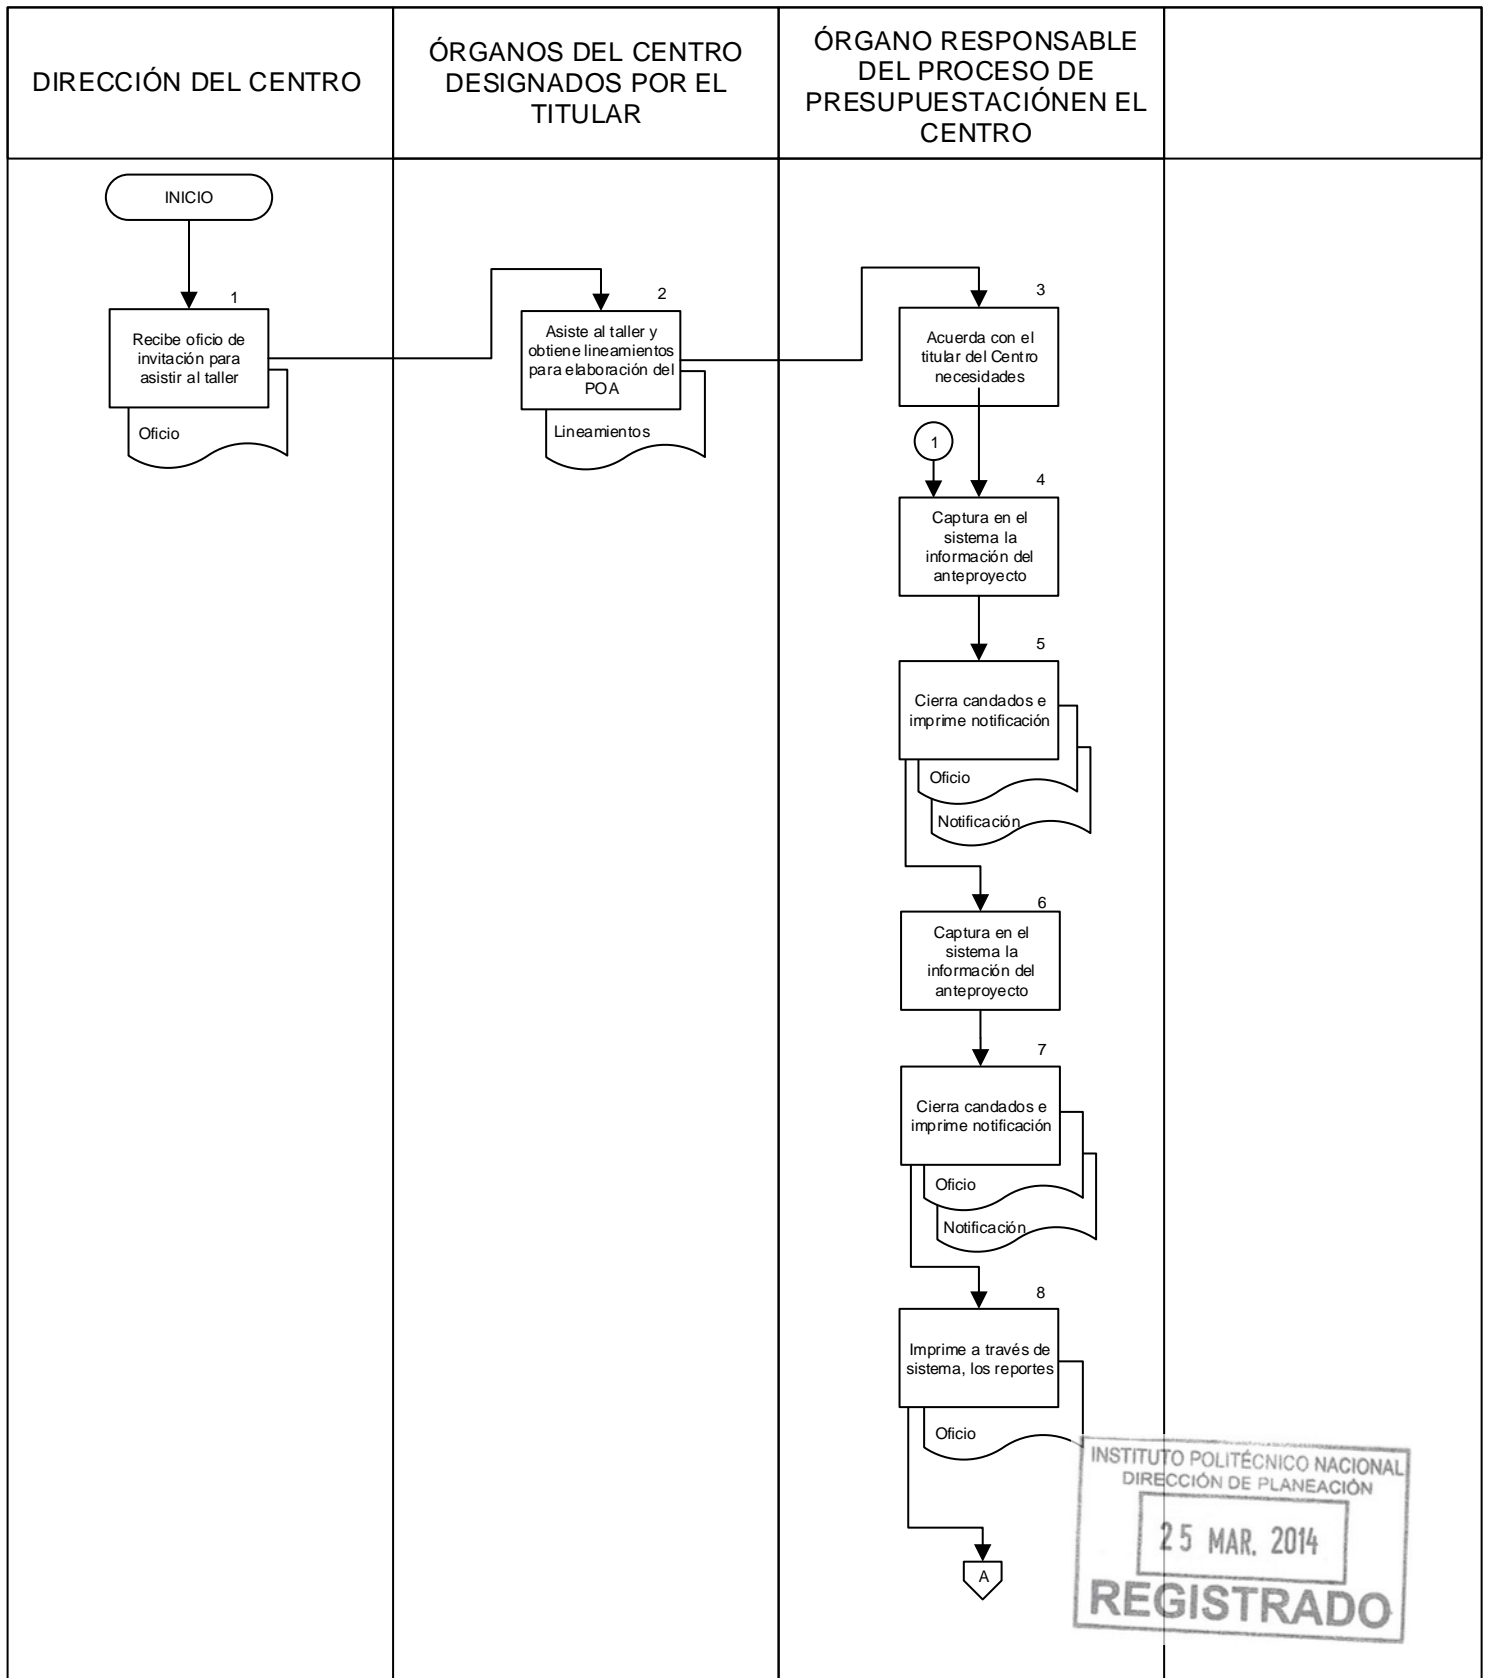 DIRECCIÓN DEL CENTRO
ÓRGANOS DEL CENTRO
DESIGNADOS POR EL
TITULAR
ÓRGANO RESPONSABLE
DEL PROCESO DE
PRESUPUESTACIÓNEN EL
CENTRO
INICIO
1
Recibe oficio de
invitación para
asistir al taller
Oficio
2
Asiste al taller y
obtiene lineamientos
para elaboración del
POA
Lineamientos
3
Acuerda con el
titular del Centro
necesidades
1
4
Captura en el
sistema la
información del
anteproyecto
5
Cierra candados e
imprime notificación
Oficio
Notificación
6
Captura en el
sistema la
información del
anteproyecto
7
Cierra candados e
imprime notificación
Oficio
Notificación
8
Imprime a través de
sistema, los reportes
Oficio
A
INSTITUTO POLITÉCNICO NACIONAL
DIRECCIÓN DE PLANEACIÓN
25 MAR. 2014
REGISTRADO